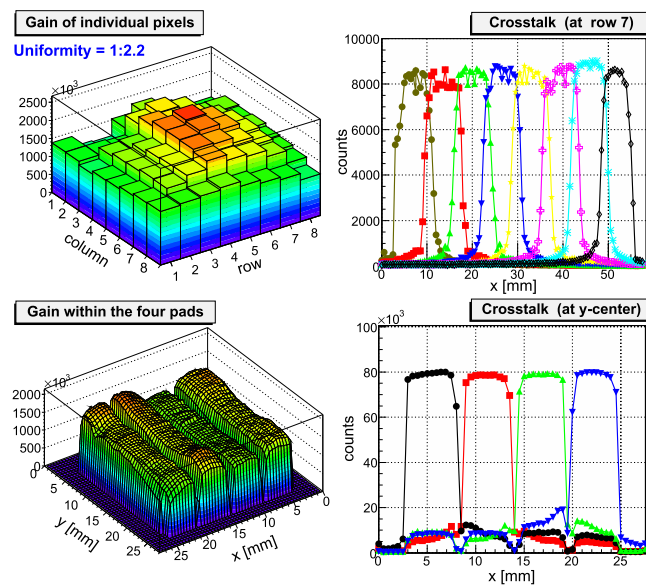 Gain of individual pixels
Uniformity = 1:2.2
×10³
2500
2000
1500
1000
500
0
1 2 3 4 5 6 7 8
column
1 2 3 4 5 6 7 8
row
Crosstalk (at row 7)
10000
8000
6000
4000
2000
0
counts
0 10 20 30 40 50
x [mm]
Gain within the four pads
×10³
2000
1500
1000
500
0
5 10 15 20 25
y [mm]
25 20 15 10 5 0
x [mm]
Crosstalk (at y-center)
×10³
100
80
60
40
20
0
counts
0 5 10 15 20 25
x [mm]